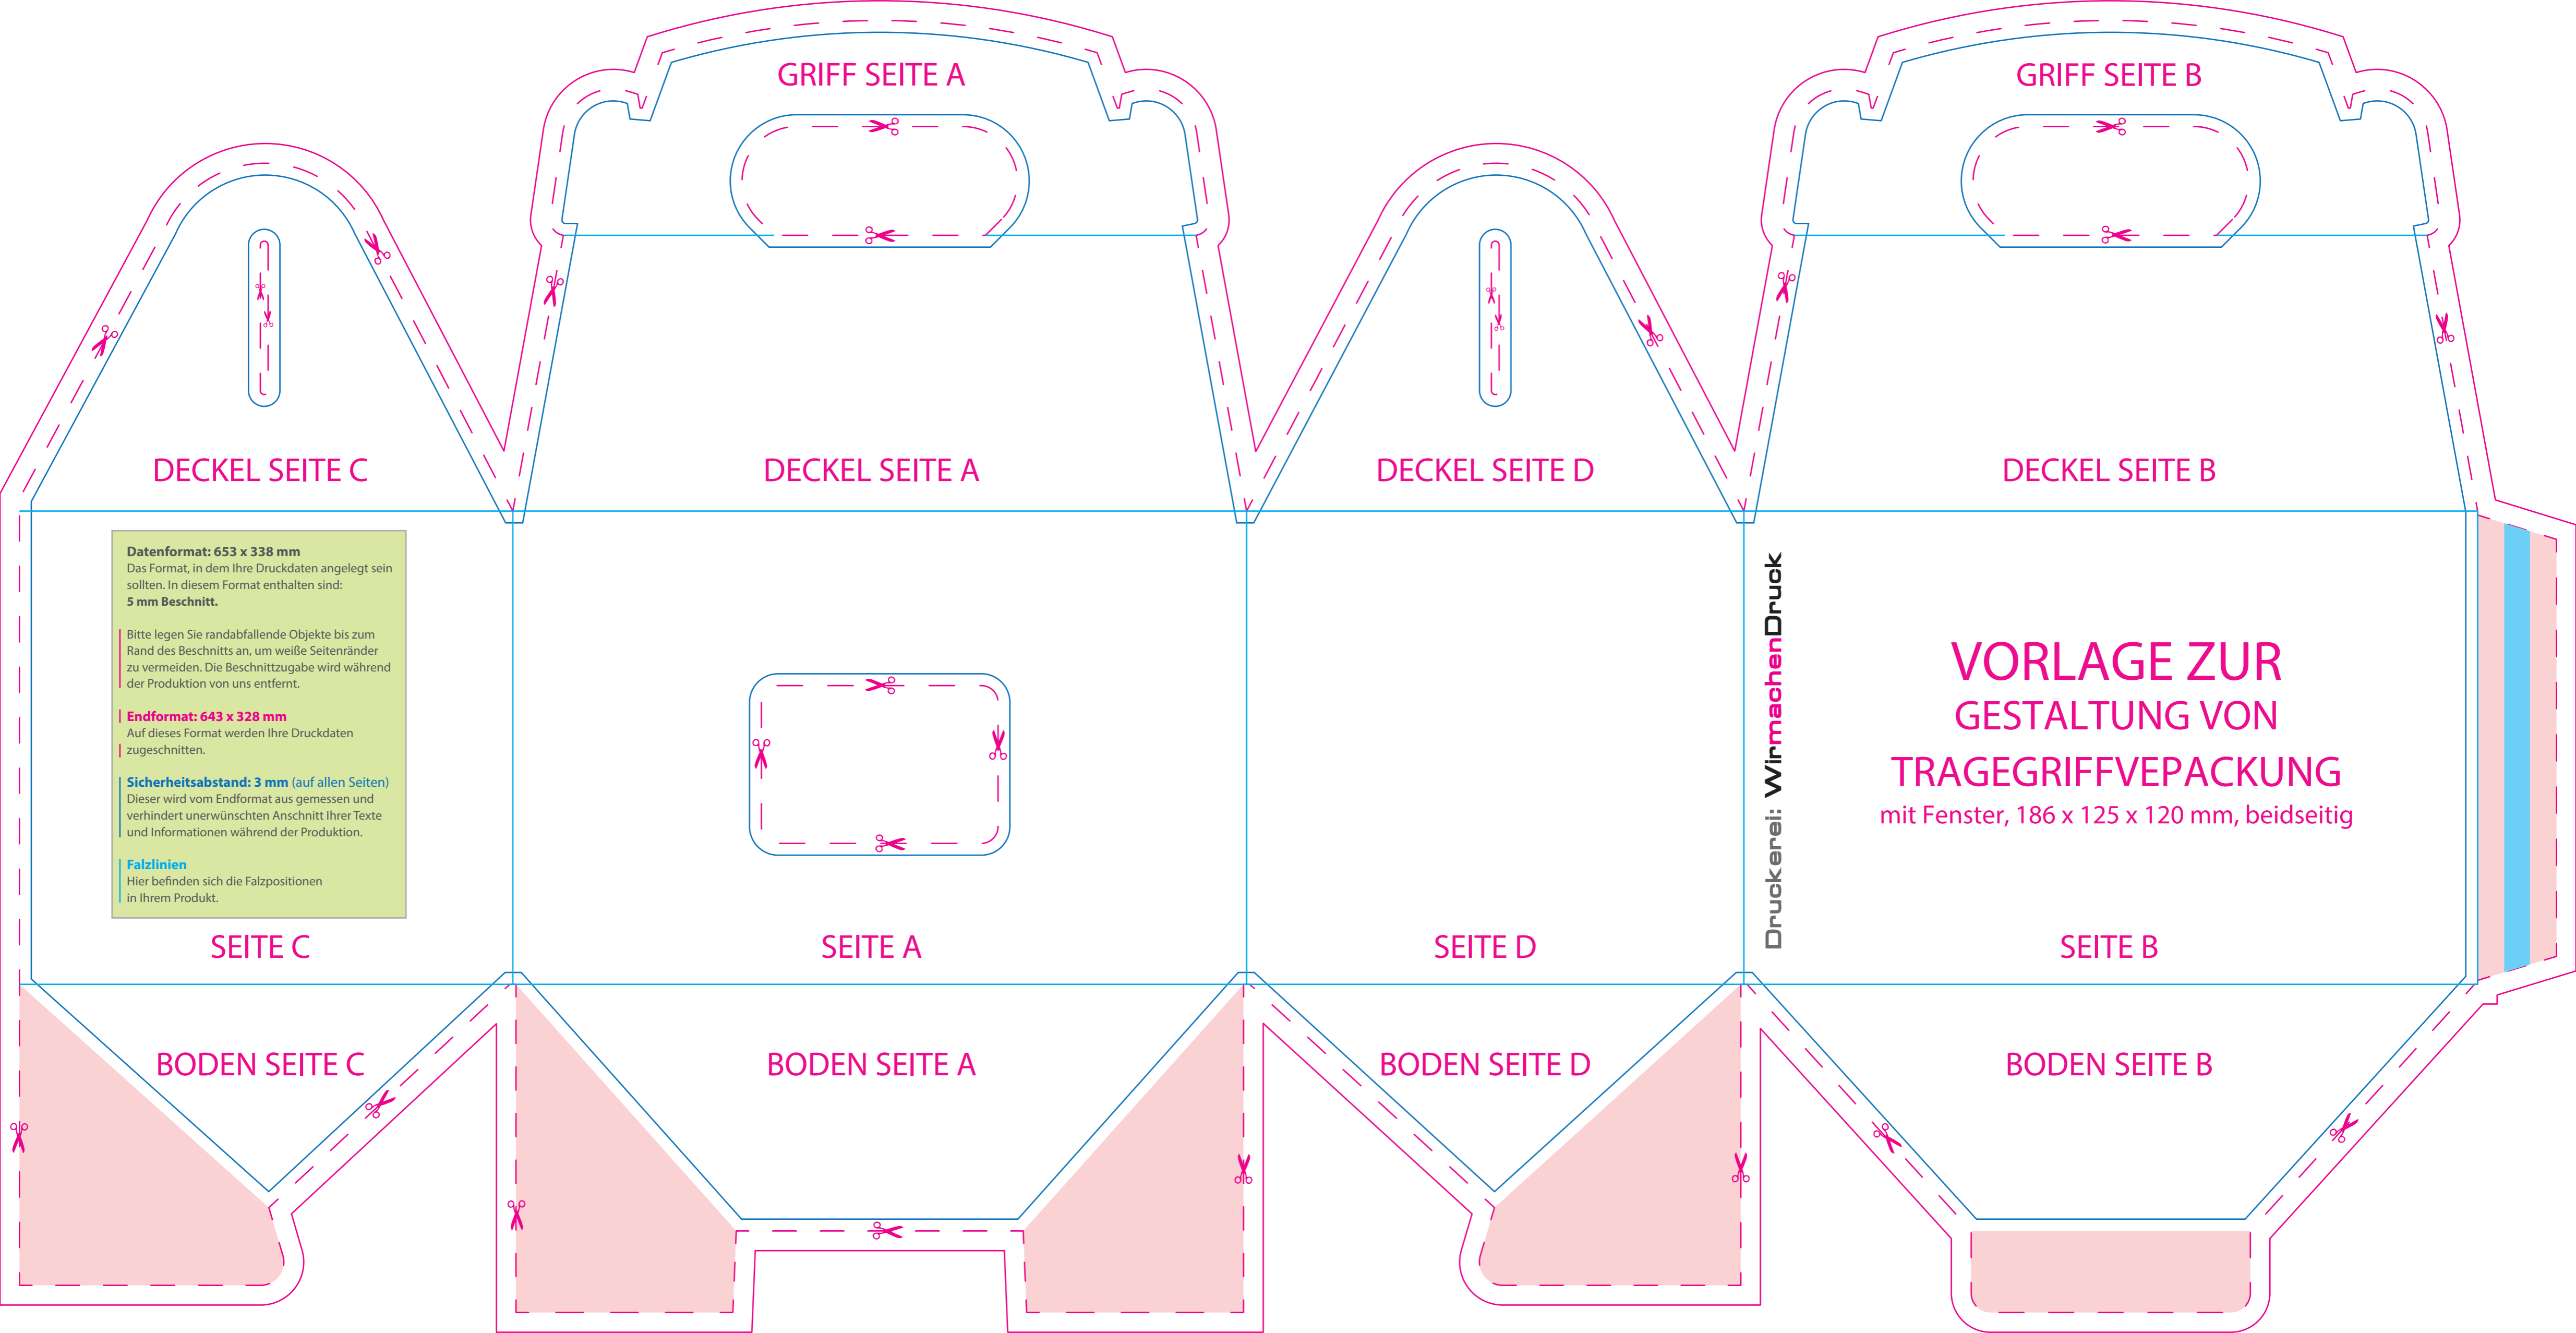 GRIFF SEITE A
GRIFF SEITE B
DECKEL SEITE C
DECKEL SEITE A
DECKEL SEITE D
DECKEL SEITE B
Datenformat: 653 x 338 mm
Das Format, in dem Ihre Druckdaten angelegt sein
sollten. In diesem Format enthalten sind:
5 mm Beschnitt.
Bitte legen Sie randabfallende Objekte bis zum
Rand des Beschnitts an, um weiße Seitenränder
zu vermeiden. Die Beschnittzugabe wird während
der Produktion von uns entfernt.
Endformat: 643 x 328 mm
Auf dieses Format werden Ihre Druckdaten
zugeschnitten.
Sicherheitsabstand: 3 mm (auf allen Seiten)
Dieser wird vom Endformat aus gemessen und
verhindert unerwünschten Anschnitt Ihrer Texte
und Informationen während der Produktion.
Falzlinien
Hier befinden sich die Falzpositionen
in Ihrem Produkt.
Druckerei: WirmachenDruck
VORLAGE ZUR
GESTALTUNG VON
TRAGEGRIFFVEPACKUNG
mit Fenster, 186 x 125 x 120 mm, beidseitig
SEITE C
SEITE A
SEITE D
SEITE B
BODEN SEITE C
BODEN SEITE A
BODEN SEITE D
BODEN SEITE B